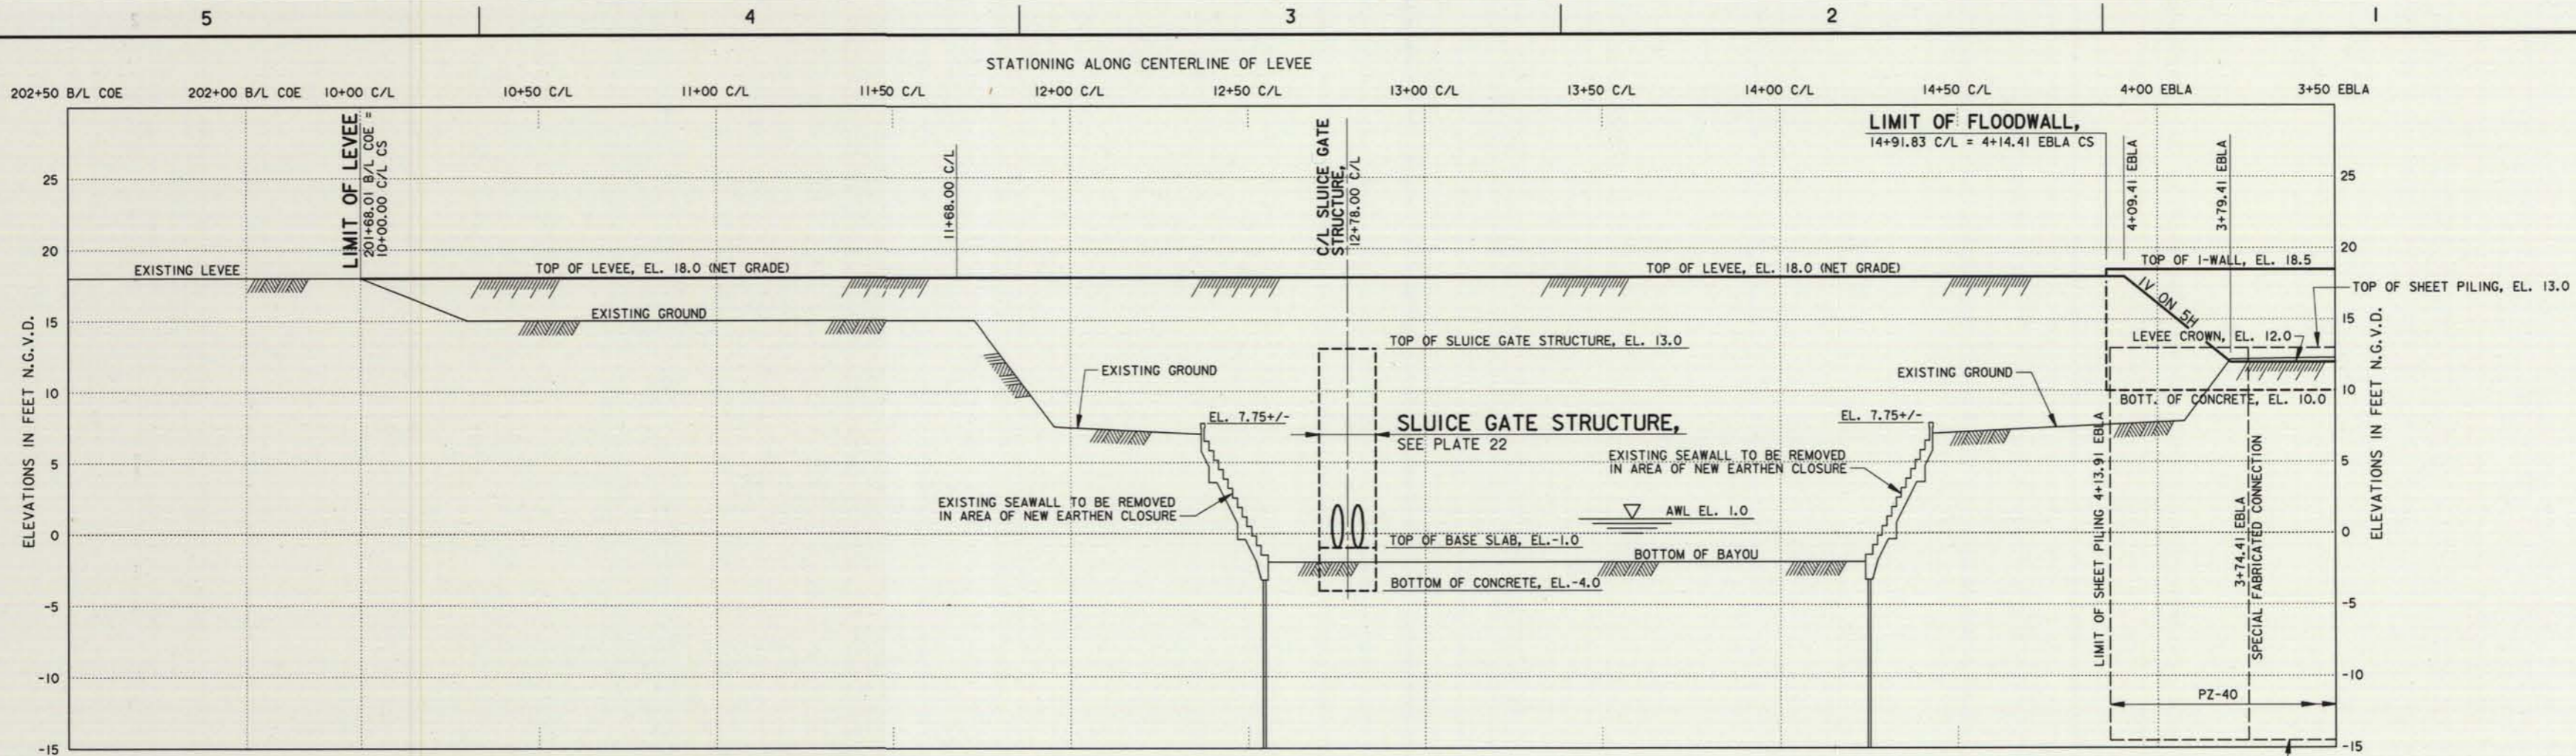 5 4 3 2 1
STATIONING ALONG CENTERLINE OF LEVEE
202+50 B/L COE 202+00 B/L COE 10+00 C/L 10+50 C/L 11+00 C/L 11+50 C/L 12+00 C/L 12+50 C/L 13+00 C/L 13+50 C/L 14+00 C/L 14+50 C/L 4+00 EBLA 3+50 EBLA
LIMIT OF LEVEE
201+68.01 B/L COE =
10+00.00 C/L CS
11+68.00 C/L
C/L SLUICE GATE
STRUCTURE,
12+78.00 C/L
LIMIT OF FLOODWALL,
14+91.83 C/L = 4+14.41 EBLA CS
4+09.41 EBLA
3+79.41 EBLA
25 25
20 20
EXISTING LEVEE
TOP OF LEVEE, EL. 18.0 (NET GRADE)
TOP OF LEVEE, EL. 18.0 (NET GRADE)
TOP OF I-WALL, EL. 18.5
TOP OF SHEET PILING, EL. 13.0
1V ON 5H
15 15
EXISTING GROUND
TOP OF SLUICE GATE STRUCTURE, EL. 13.0
LEVEE CROWN, EL. 12.0
EXISTING GROUND
EXISTING GROUND
10 10
BOTT. OF CONCRETE, EL. 10.0
EL. 7.75+/-
EL. 7.75+/-
SLUICE GATE STRUCTURE,
SEE PLATE 22
5 5
EXISTING SEAWALL TO BE REMOVED
IN AREA OF NEW EARTHEN CLOSURE
EXISTING SEAWALL TO BE REMOVED
IN AREA OF NEW EARTHEN CLOSURE
AWL EL. 1.0
0 0
TOP OF BASE SLAB, EL.-1.0
BOTTOM OF BAYOU
BOTTOM OF CONCRETE, EL.-4.0
-5 -5
LIMIT OF SHEET PILING 4+13.91 EBLA
3+74.41 EBLA
SPECIAL FABRICATED CONNECTION
-10 -10
PZ-40
-15 -15
ELEVATIONS IN FEET N.G.V.D.
ELEVATIONS IN FEET N.G.V.D.